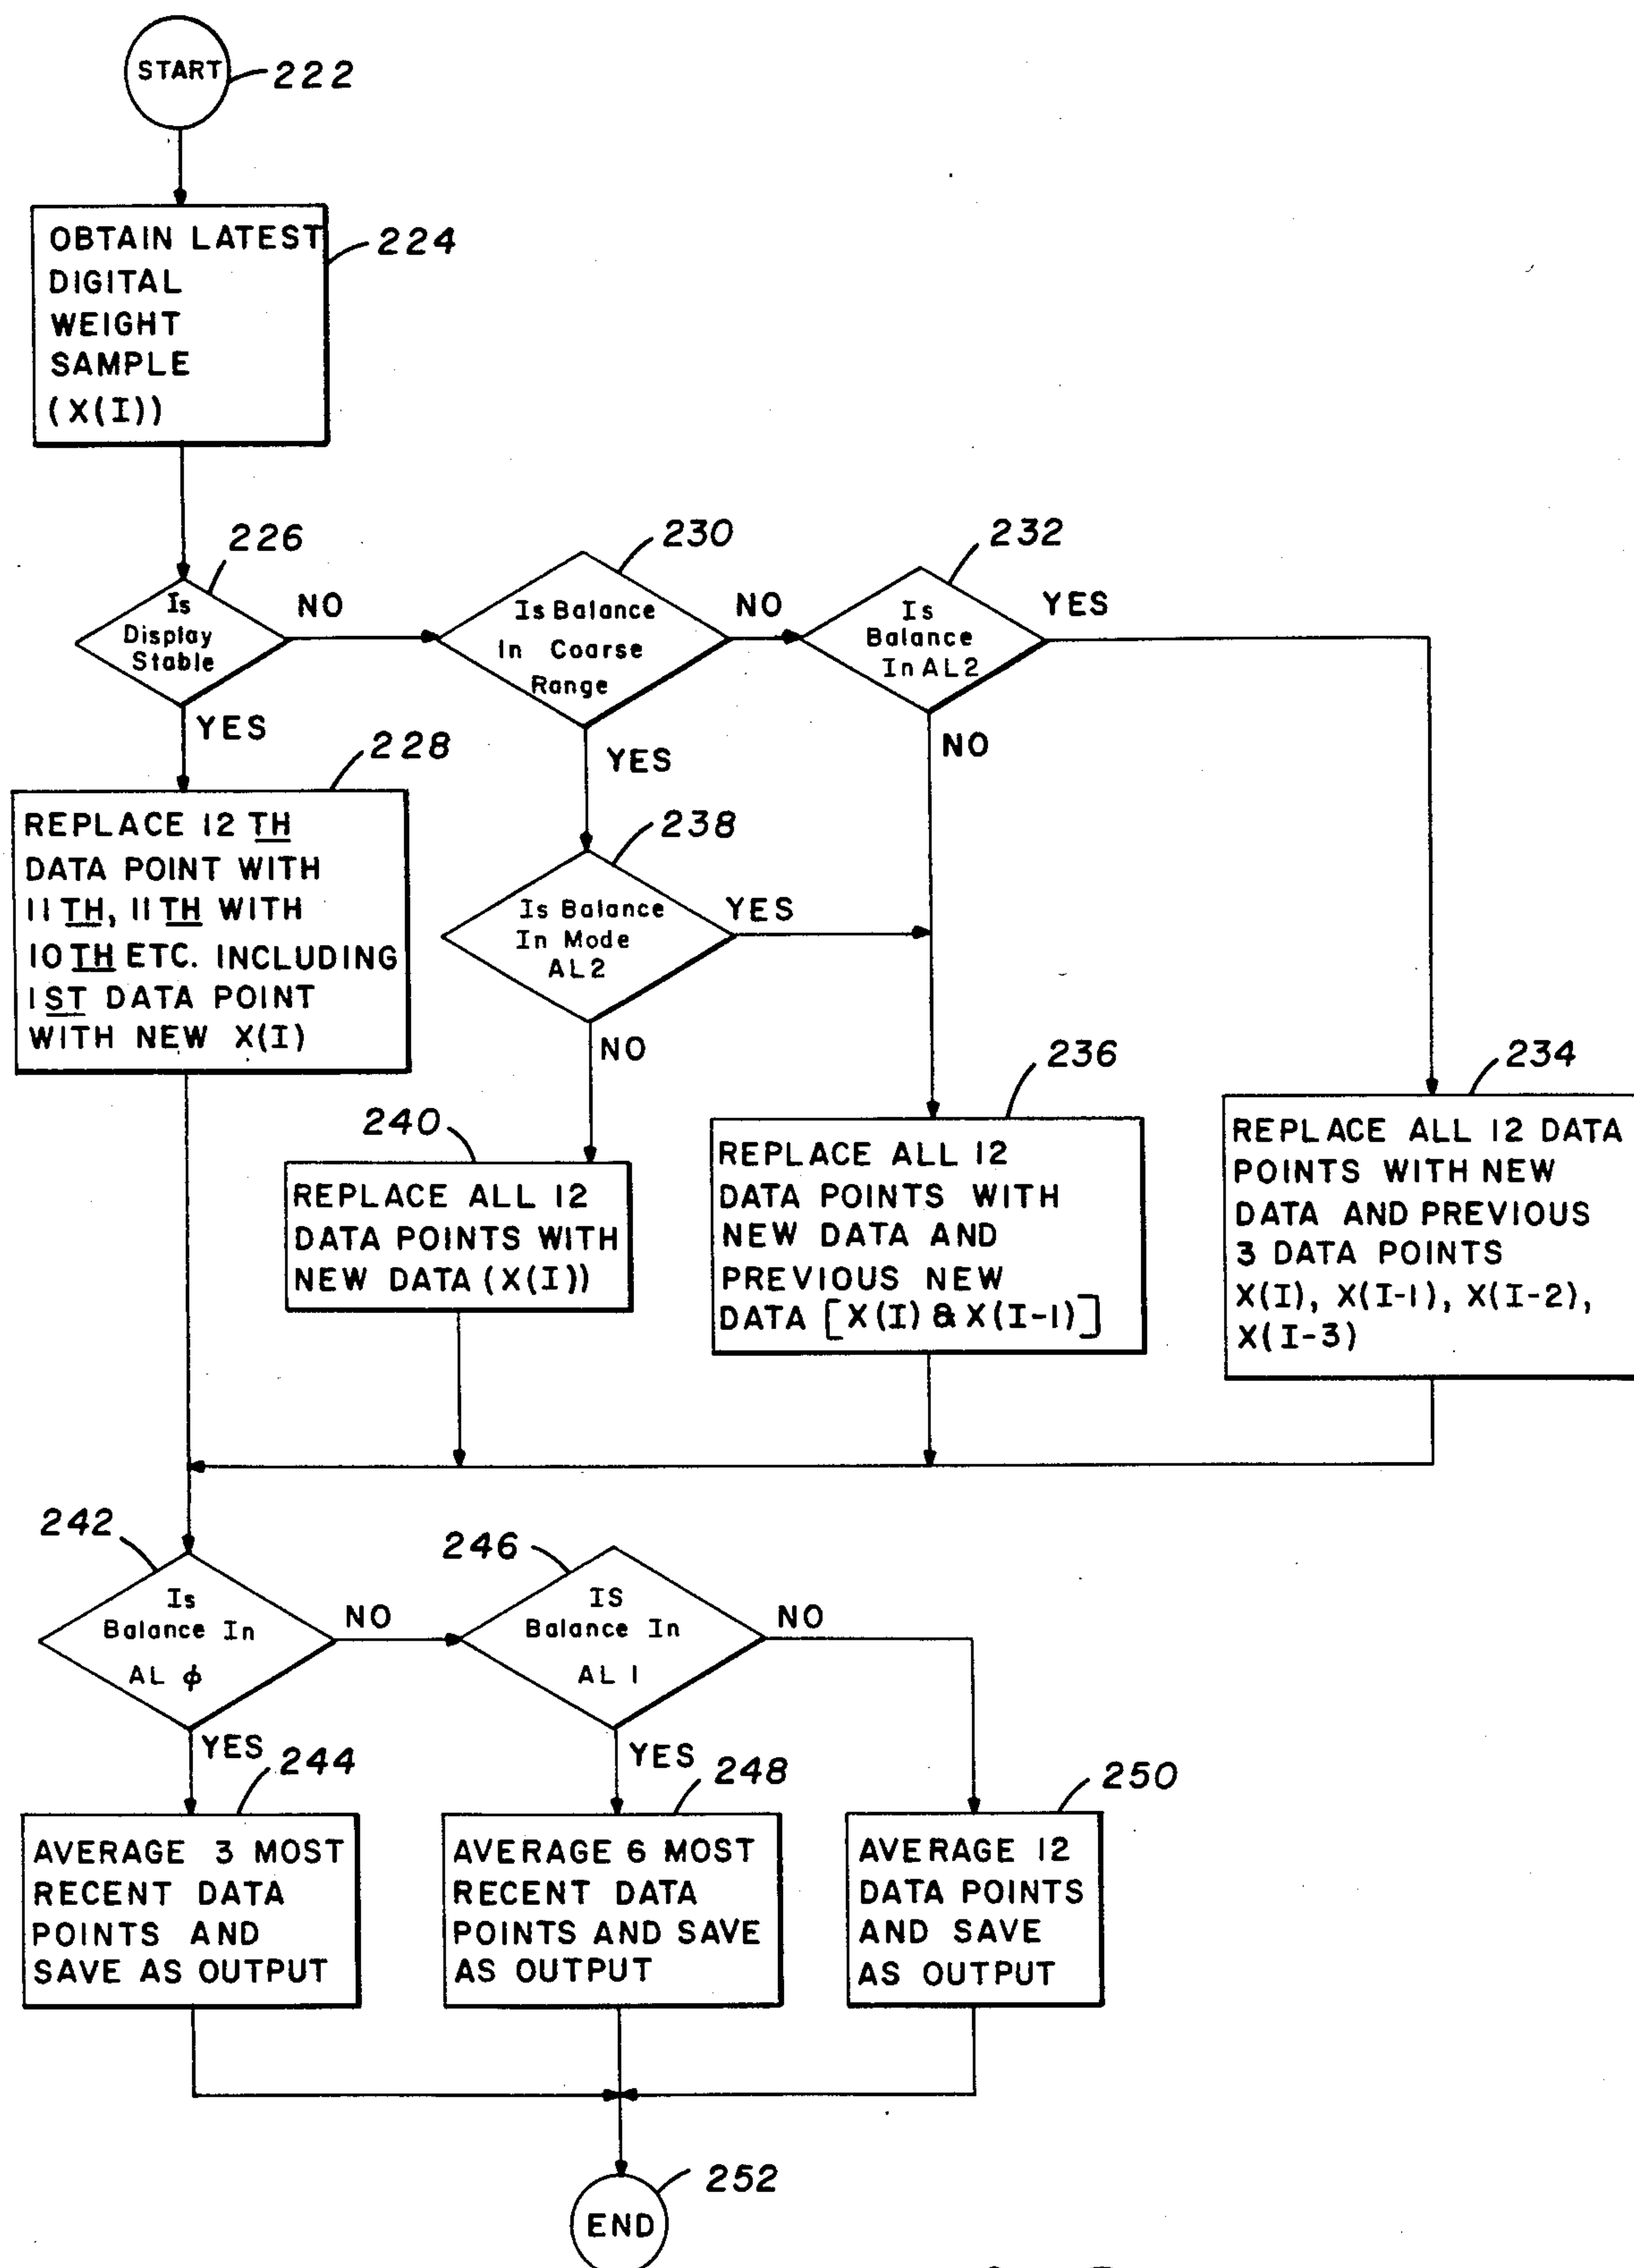 START
222
OBTAIN LATEST
DIGITAL
WEIGHT
SAMPLE
(X(I))
224
226
Is
Display
Stable
NO
YES
230
Is Balance
In Coarse
Range
NO
YES
232
Is
Balance
In AL2
YES
NO
228
REPLACE 12 TH
DATA POINT WITH
11 TH, 11 TH WITH
10 TH ETC. INCLUDING
1 ST DATA POINT
WITH NEW X(I)
238
Is Balance
In Mode
AL2
YES
NO
240
REPLACE ALL 12
DATA POINTS WITH
NEW DATA (X(I))
236
REPLACE ALL 12
DATA POINTS WITH
NEW DATA AND
PREVIOUS NEW
DATA [X(I) & X(I-1)]
234
REPLACE ALL 12 DATA
POINTS WITH NEW
DATA AND PREVIOUS
3 DATA POINTS
X(I), X(I-1), X(I-2),
X(I-3)
242
Is
Balance In
AL ϕ
NO
YES
246
IS
Balance In
AL 1
NO
YES
244
AVERAGE 3 MOST
RECENT DATA
POINTS AND
SAVE AS OUTPUT
248
AVERAGE 6 MOST
RECENT DATA
POINTS AND SAVE
AS OUTPUT
250
AVERAGE 12
DATA POINTS
AND SAVE
AS OUTPUT
252
END